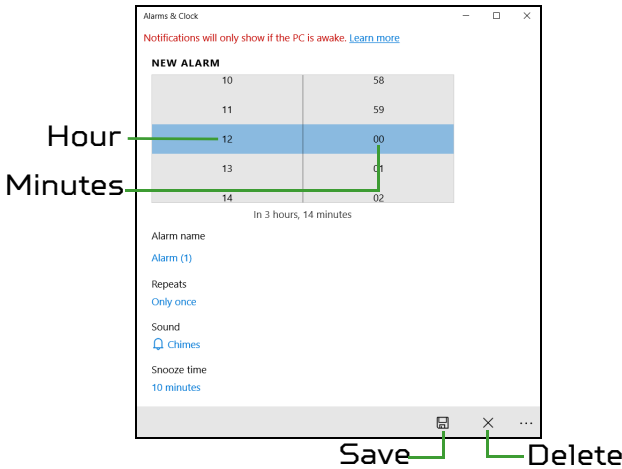 Alarms & Clock
Notifications will only show if the PC is awake. Learn more
NEW ALARM
10 58
11 59
Hour 12 00
13 01
Minutes
14 02
In 3 hours, 14 minutes
Alarm name
Alarm (1)
Repeats
Only once
Sound
Chimes
Snooze time
10 minutes
Save Delete